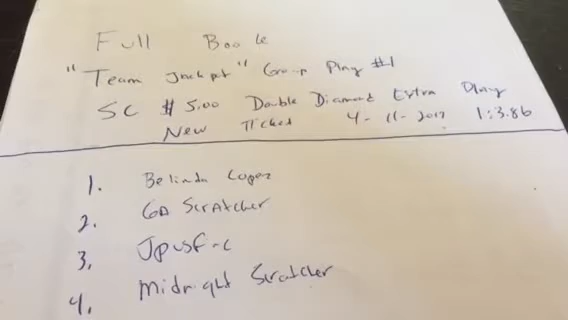 Full Book
"Team Jackpot" Group Play #1
SC $5.00 Double Diamond Extra Play
New Ticket 4-11-2017 1:3.86
1. Belinda Lopez
2. GA Scratcher
3. JPUSF-C
4. Midnight Scratcher